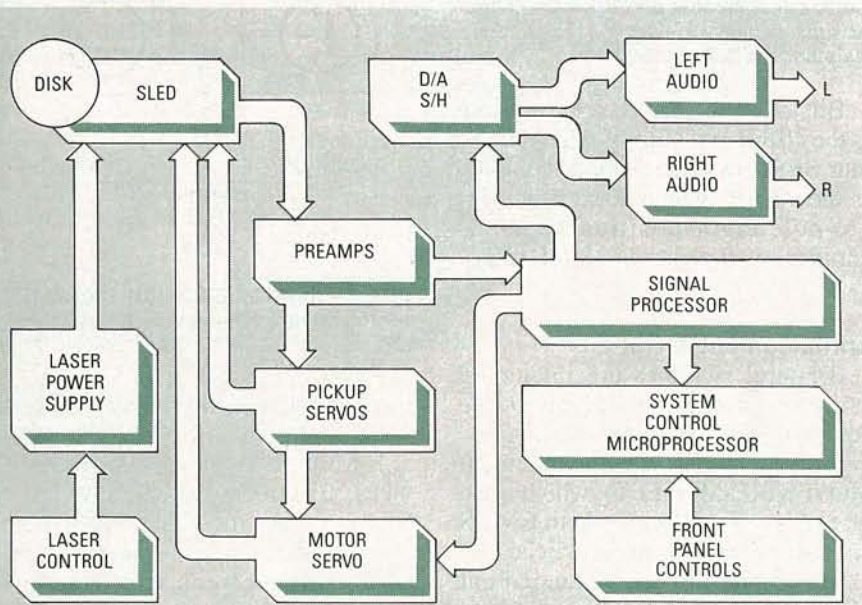 DISK
SLED
D/A
S/H
LEFT
AUDIO
L
RIGHT
AUDIO
R
PREAMPS
SIGNAL
PROCESSOR
LASER
POWER
SUPPLY
PICKUP
SERVOS
SYSTEM
CONTROL
MICROPROCESSOR
LASER
CONTROL
MOTOR
SERVO
FRONT
PANEL
CONTROLS